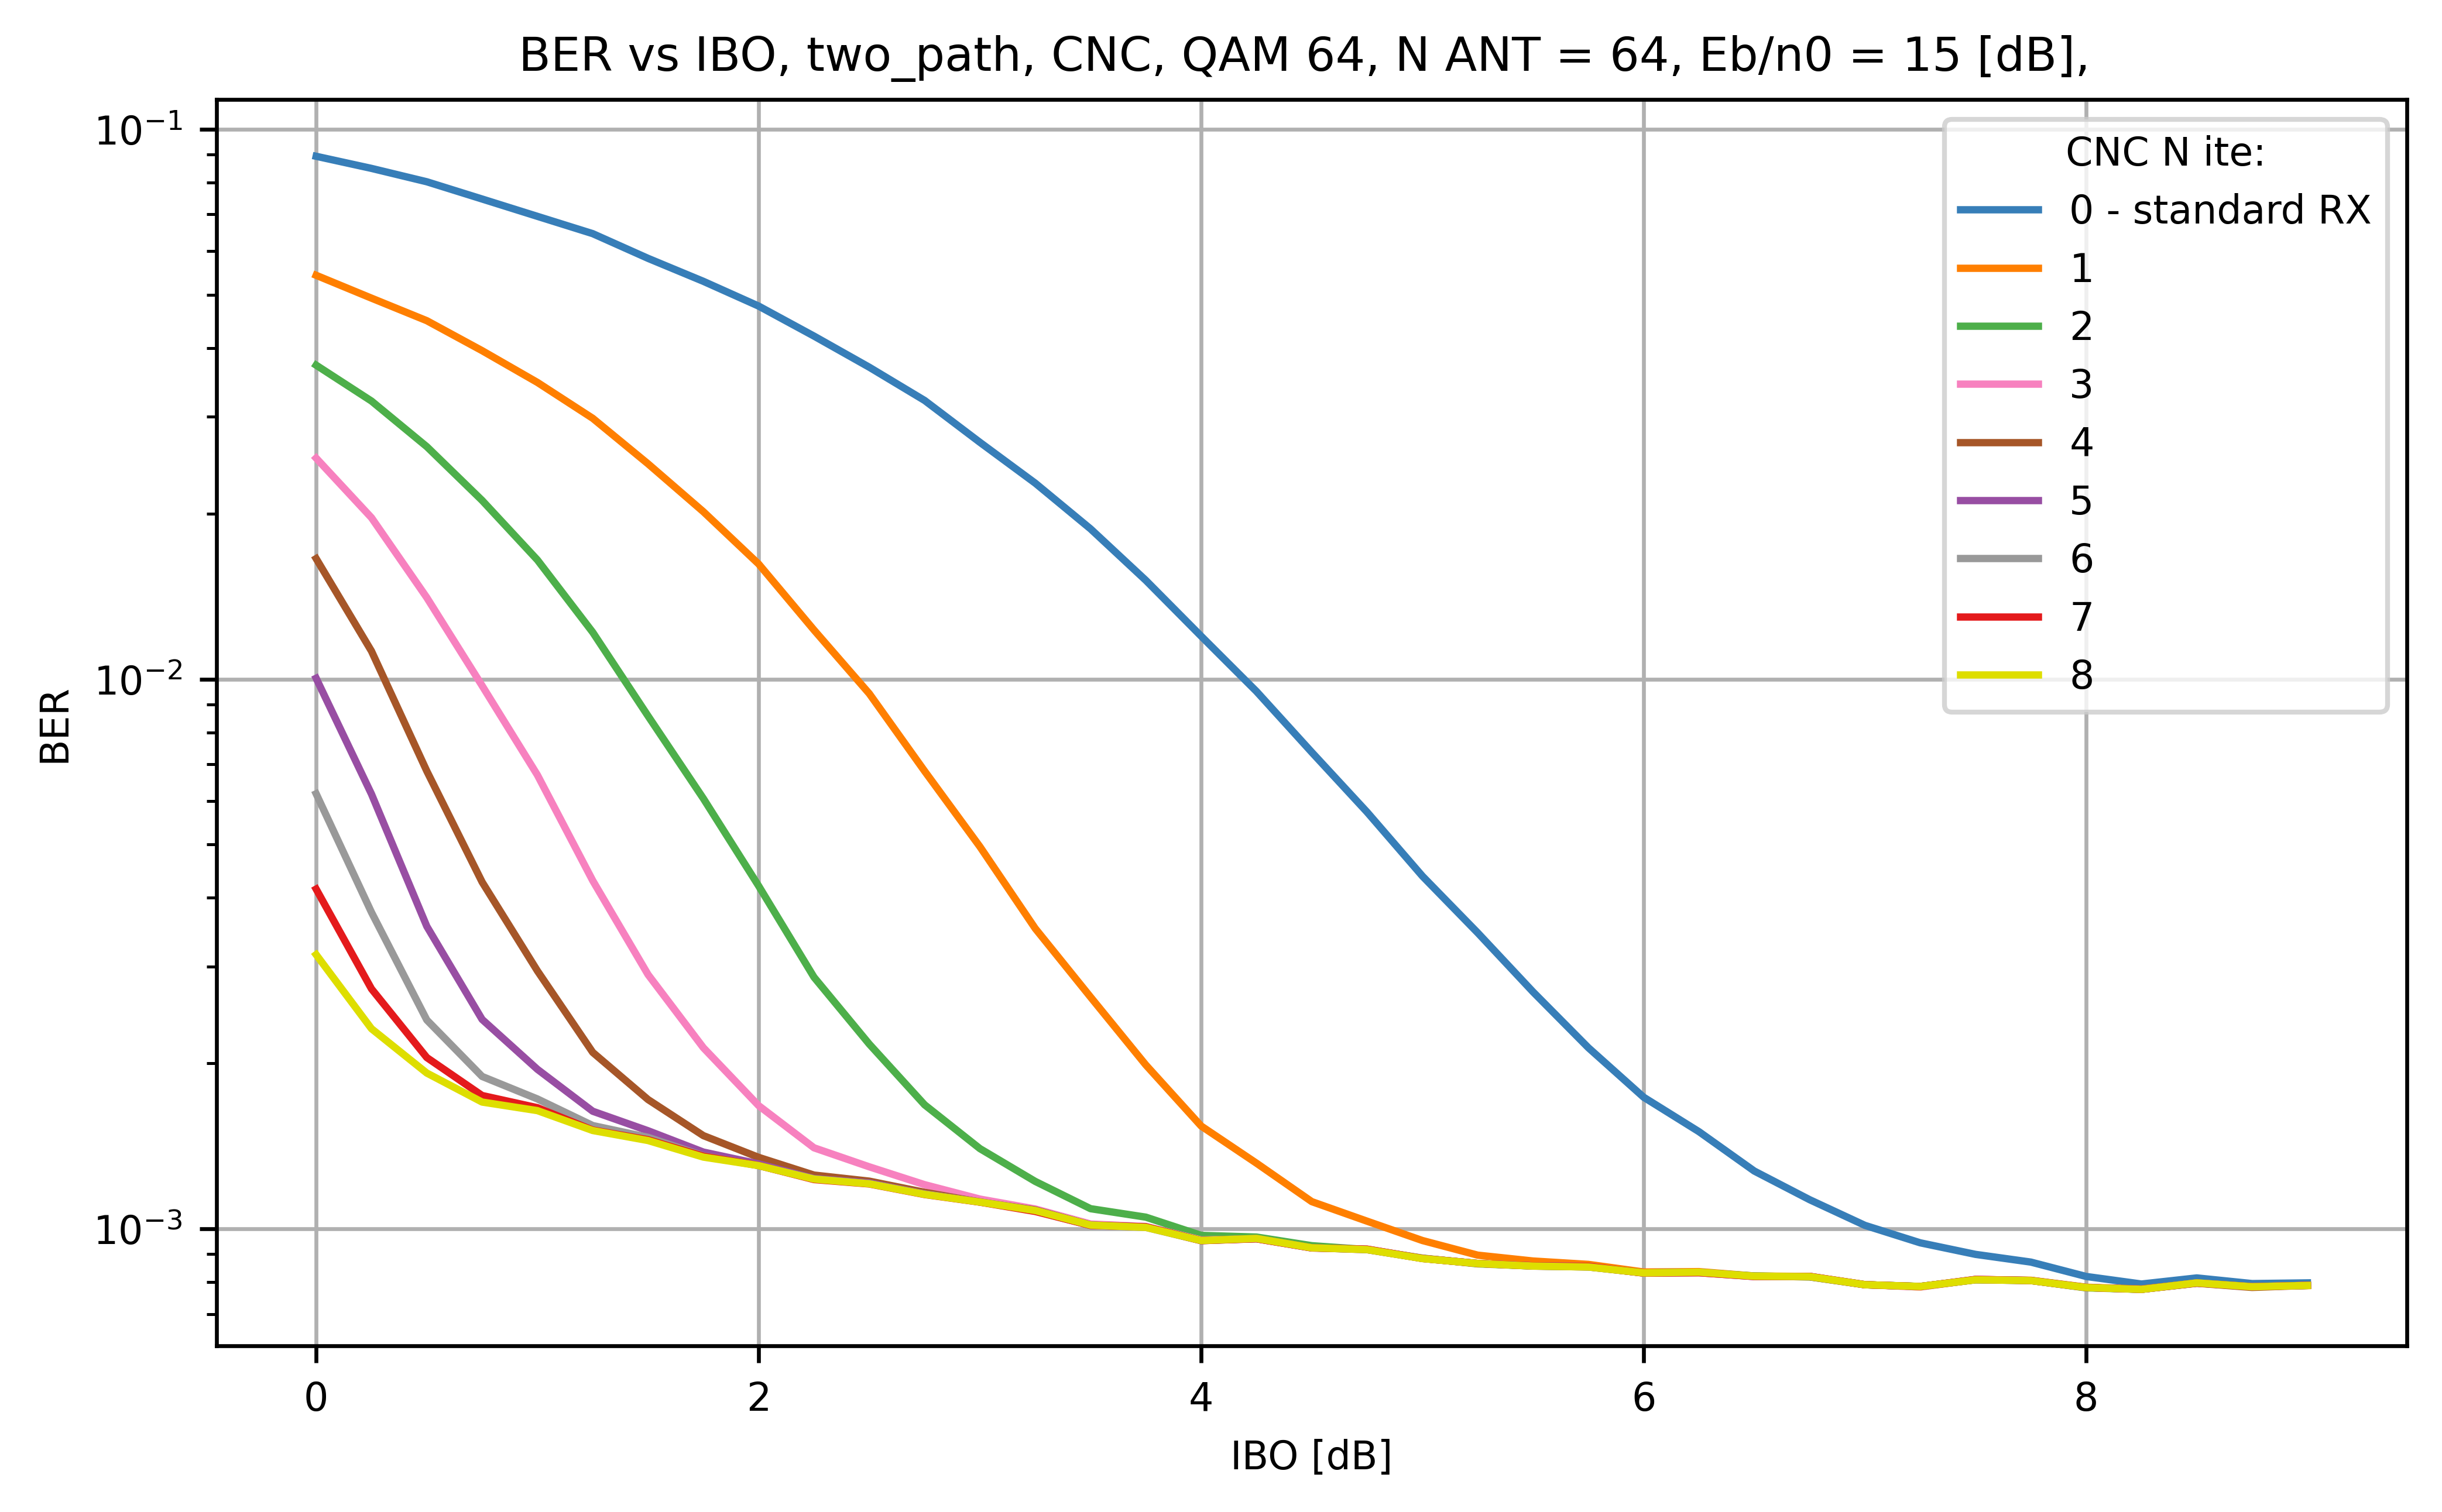 BER vs IBO, two_path, CNC, QAM 64, N ANT = 64, Eb/n0 = 15 [dB],
BER
10⁻¹
10⁻²
10⁻³
CNC N ite:
0 - standard RX
1
2
3
4
5
6
7
8
0 2 4 6 8
IBO [dB]